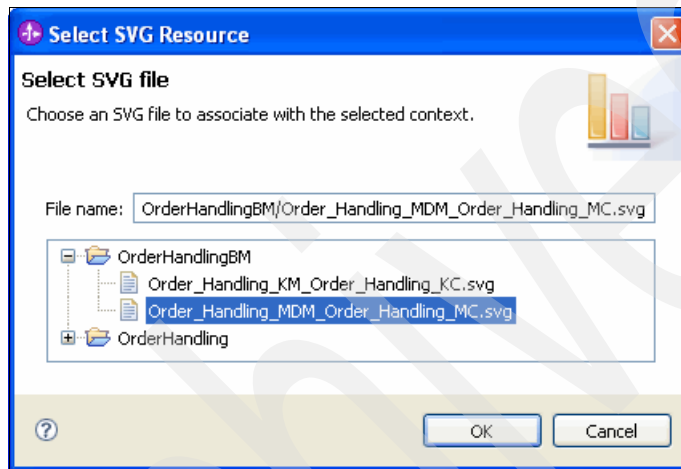 Select SVG Resource
Select SVG file
Choose an SVG file to associate with the selected context.
File name: OrderHandlingBM/Order_Handling_MDM_Order_Handling_MC.svg
OrderHandlingBM
Order_Handling_KM_Order_Handling_KC.svg
Order_Handling_MDM_Order_Handling_MC.svg
OrderHandling
OK Cancel